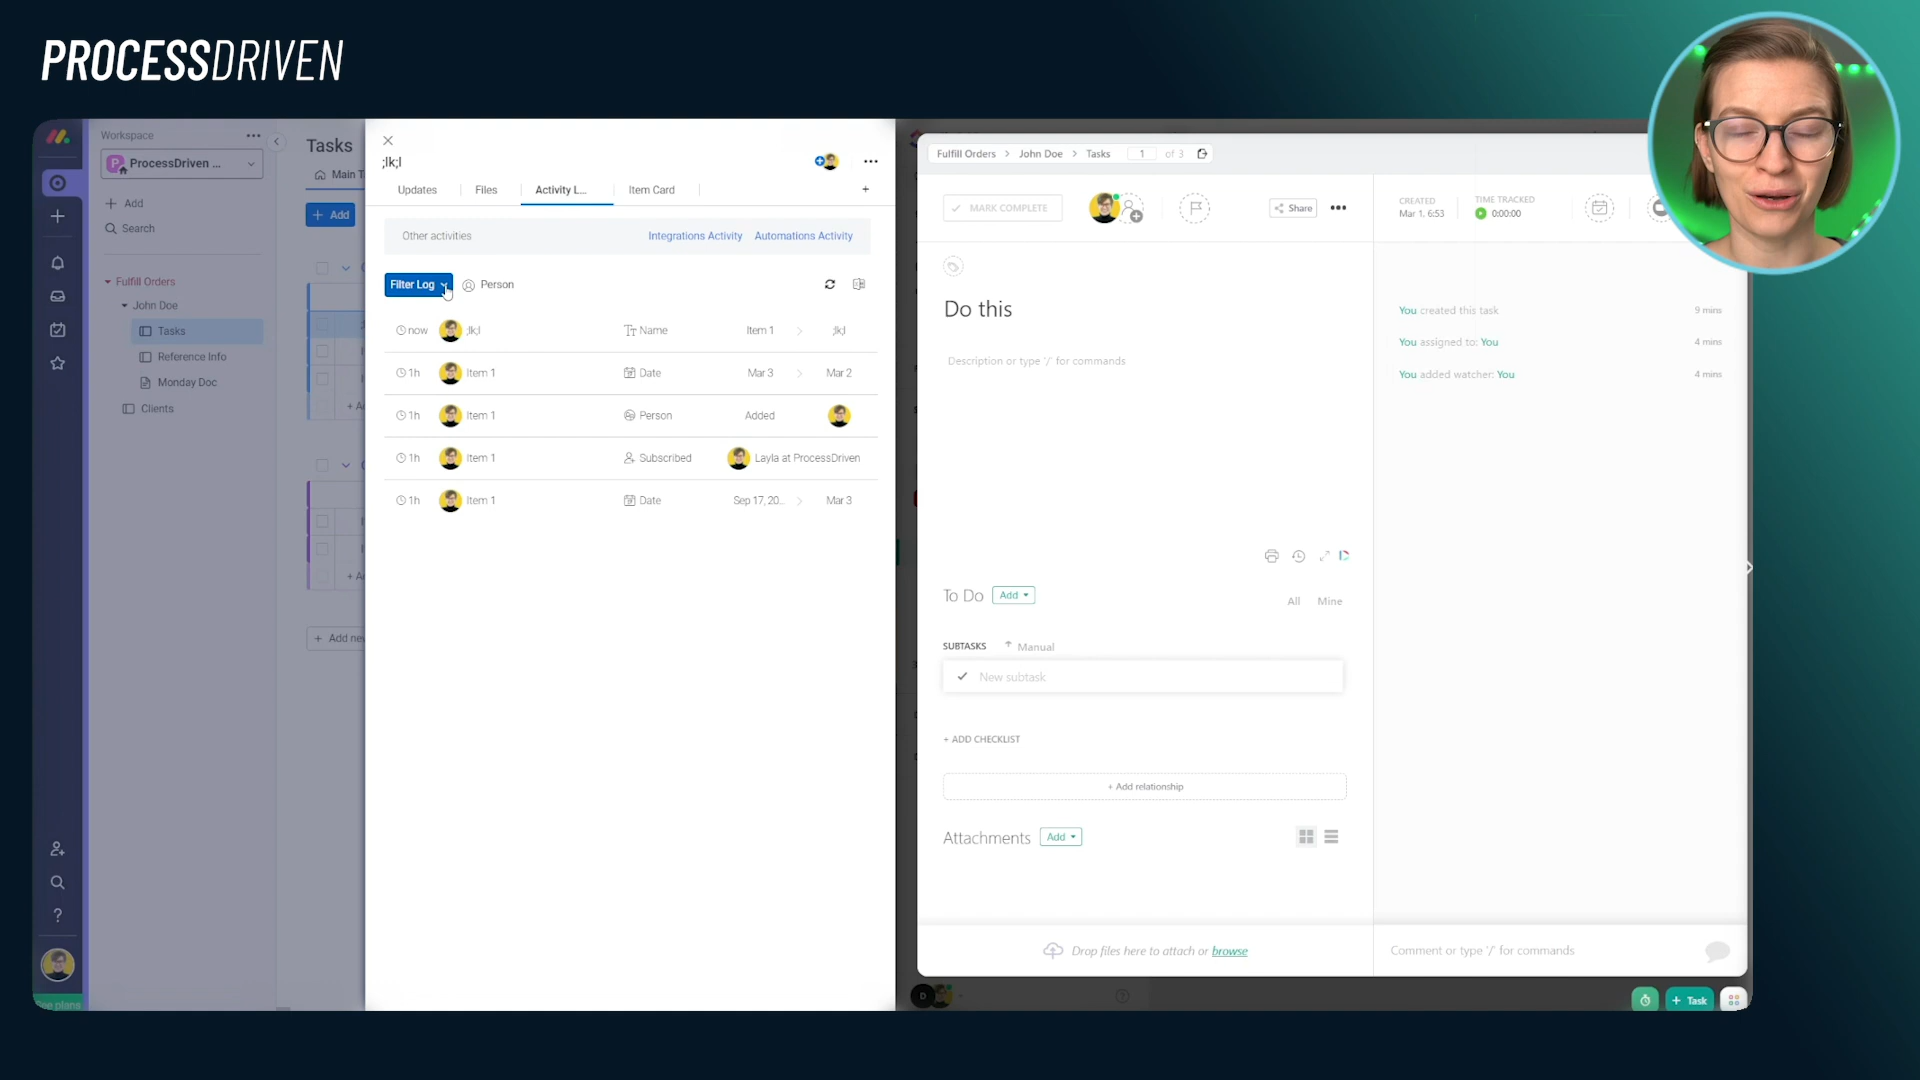 PROCESSDRIVEN
Workspace
P
ProcessDriven ...
+ Add
Search
Fulfill Orders
John Doe
Tasks
Reference Info
Monday Doc
Clients
See plans
Tasks
Main T
+ Add
+ A
+ A
+ Add new
;lk;l
Updates
Files
Activity L...
Item Card
+
Other activities
Integrations Activity
Automations Activity
Filter Log
Person
now
;lk;l
Name
Item 1
;lk;l
1h
Item 1
Date
Mar 3
Mar 2
1h
Item 1
Person
Added
1h
Item 1
Subscribed
Layla at ProcessDriven
1h
Item 1
Date
Sep 17, 20...
Mar 3
Fulfill Orders > John Doe > Tasks
1 of 3
MARK COMPLETE
Share
CREATED
Mar 1, 6:53
TIME TRACKED
0:00:00
Do this
Description or type '/' for commands
You created this task
9 mins
You assigned to: You
4 mins
You added watcher: You
4 mins
To Do
Add
All
Mine
SUBTASKS
Manual
New subtask
+ ADD CHECKLIST
+ Add relationship
Attachments
Add
Drop files here to attach or browse
Comment or type '/' for commands
D
+ Task